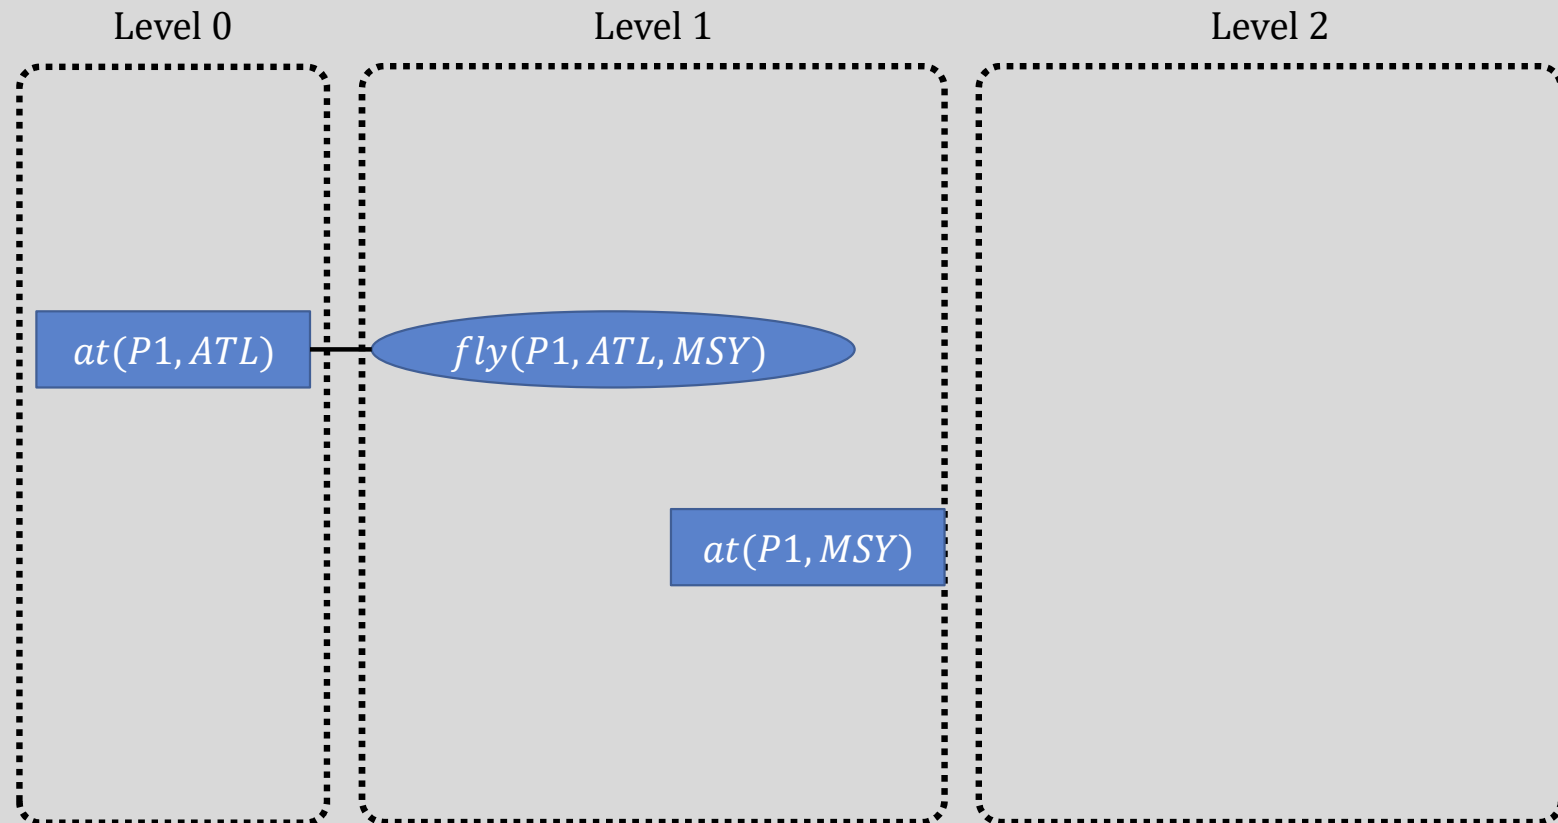 Level 0
Level 1
Level 2
at(P1, ATL)
fly(P1, ATL, MSY)
at(P1, MSY)